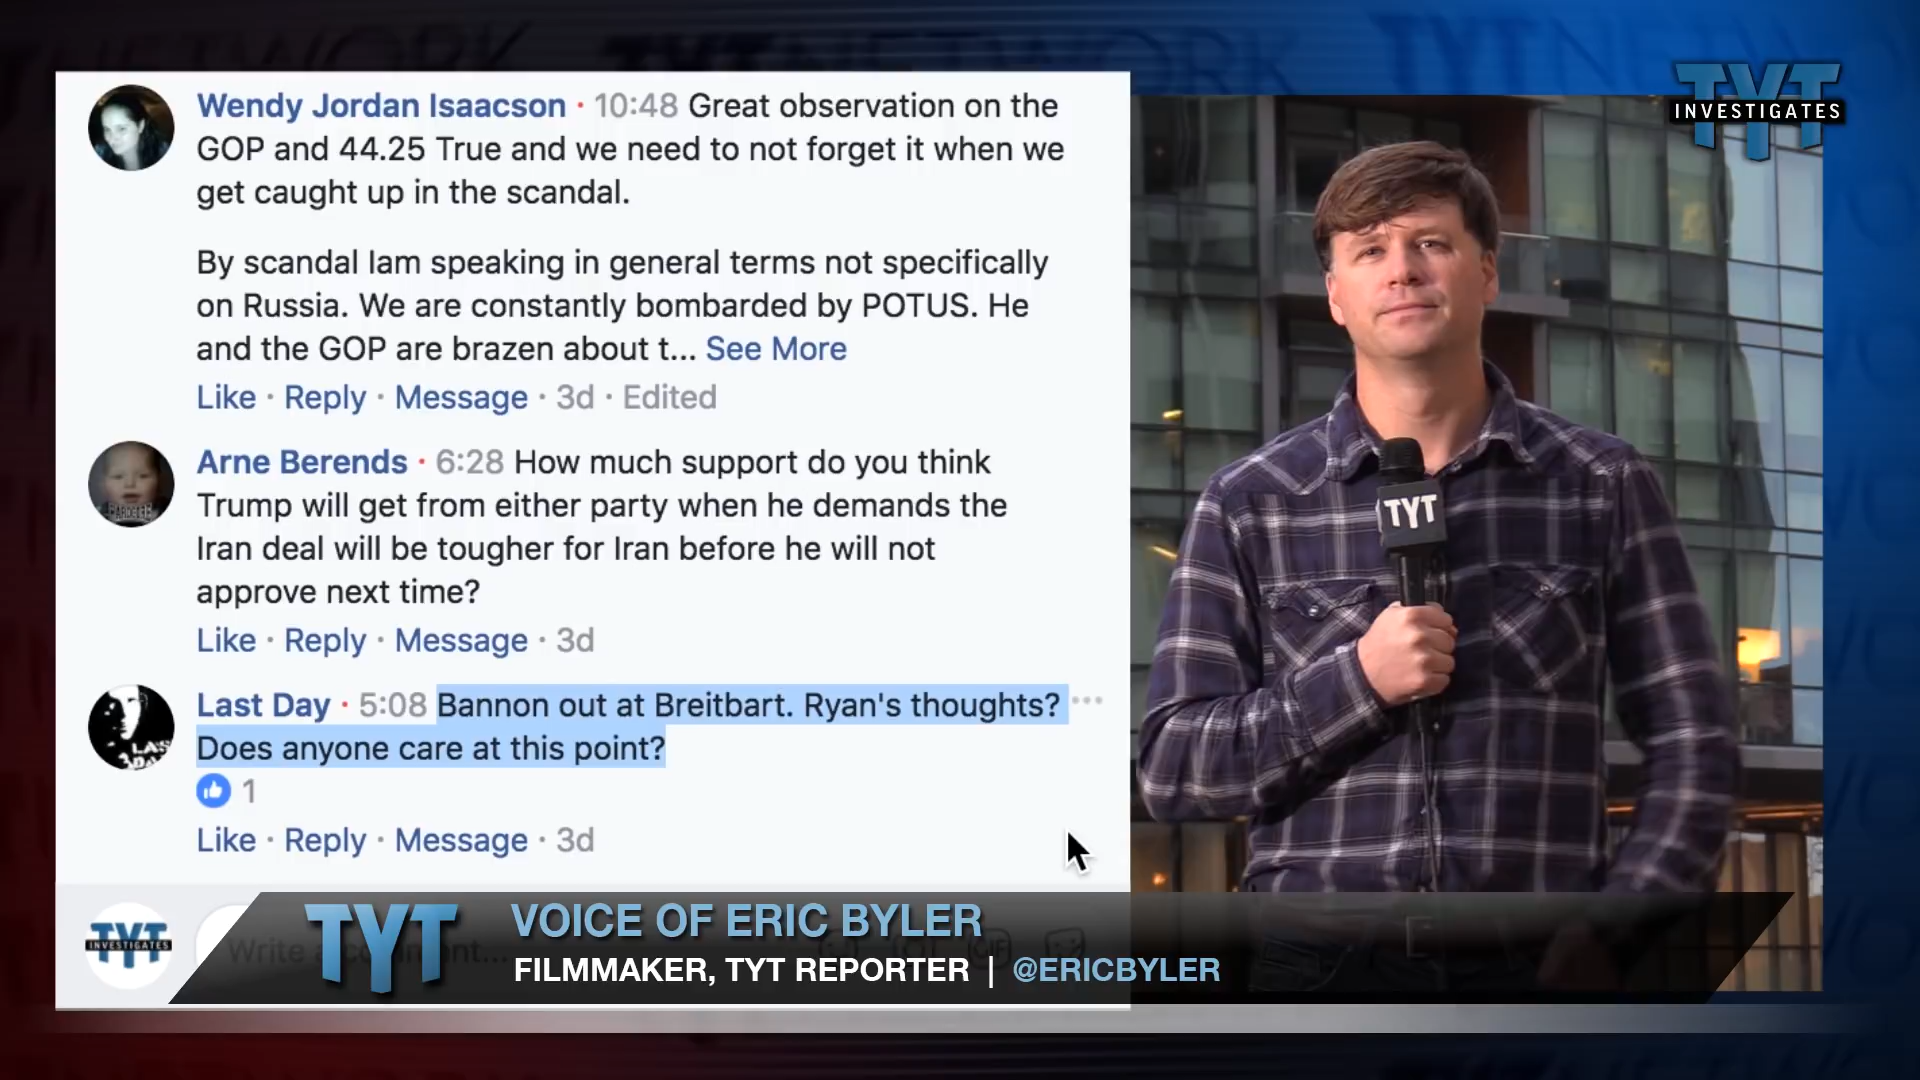 TYT
INVESTIGATES
Wendy Jordan Isaacson · 10:48 Great observation on the
GOP and 44.25 True and we need to not forget it when we
get caught up in the scandal.
By scandal Iam speaking in general terms not specifically
on Russia. We are constantly bombarded by POTUS. He
and the GOP are brazen about t... See More
Like · Reply · Message · 3d · Edited
Arne Berends · 6:28 How much support do you think
Trump will get from either party when he demands the
Iran deal will be tougher for Iran before he will not
approve next time?
Like · Reply · Message · 3d
Last Day · 5:08 Bannon out at Breitbart. Ryan's thoughts?
Does anyone care at this point?
1
Like · Reply · Message · 3d
TYT
TYT
INVESTIGATES
Write a comment...
TYT
VOICE OF ERIC BYLER
FILMMAKER, TYT REPORTER | @ERICBYLER